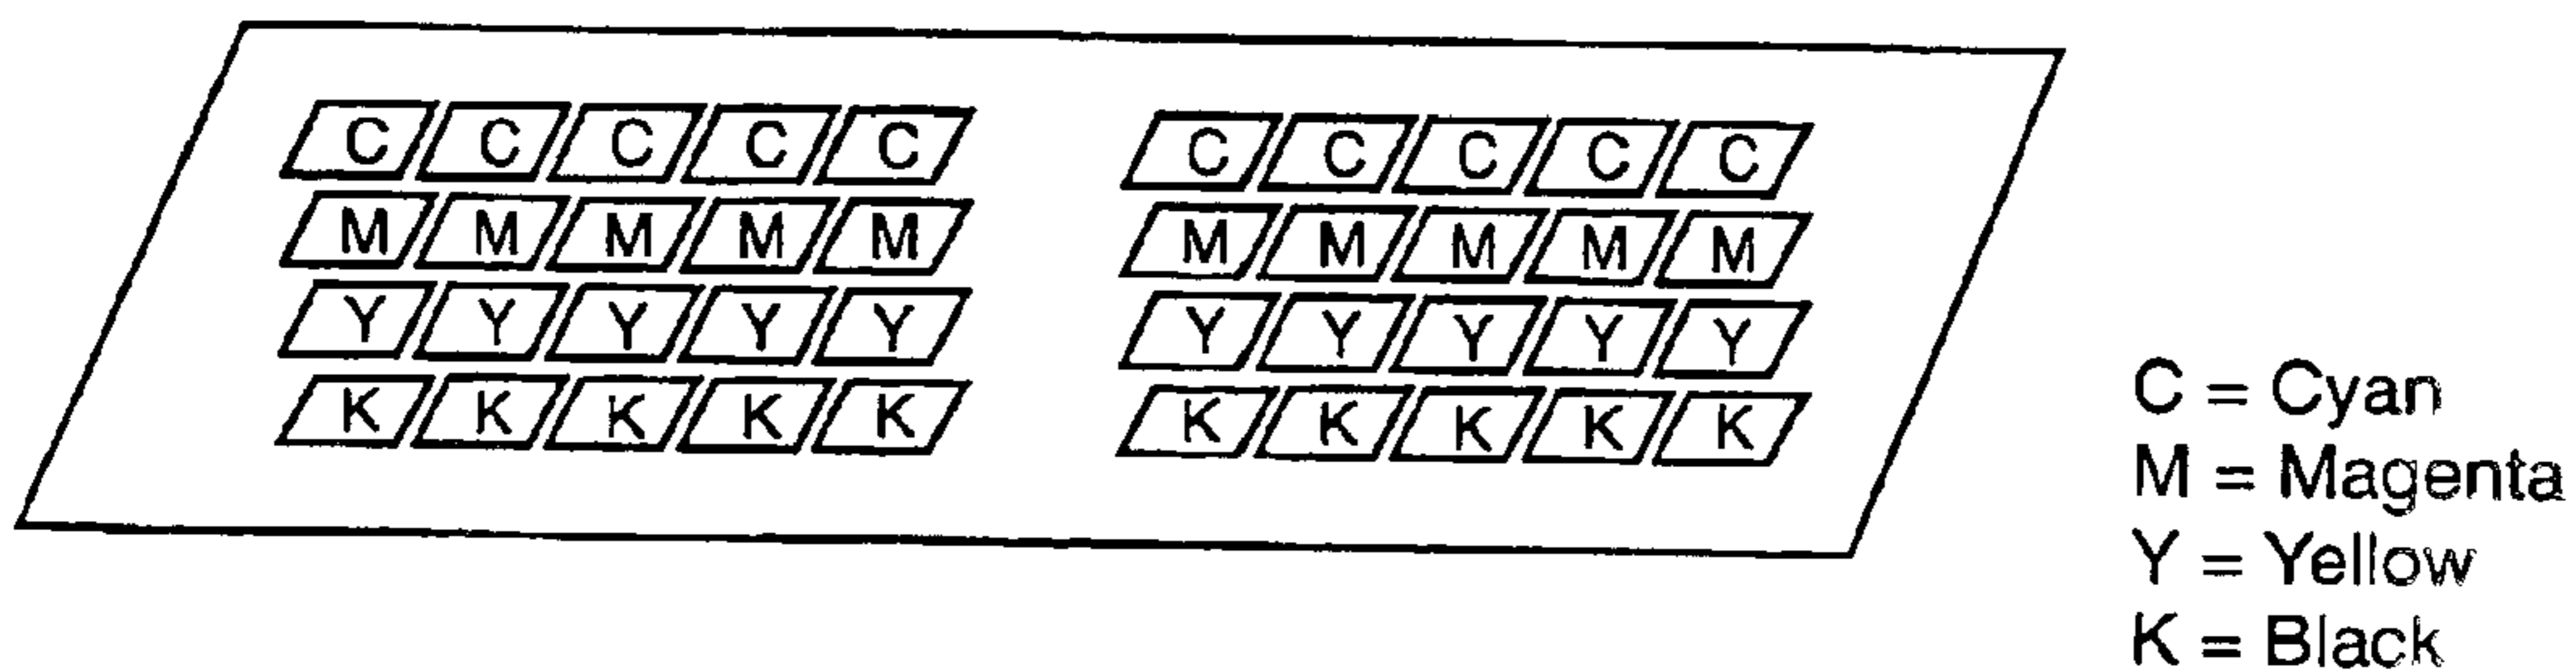 C C C C C C C C C C
M M M M M M M M M M
Y Y Y Y Y Y Y Y Y Y
K K K K K K K K K K
C = Cyan
M = Magenta
Y = Yellow
K = Black